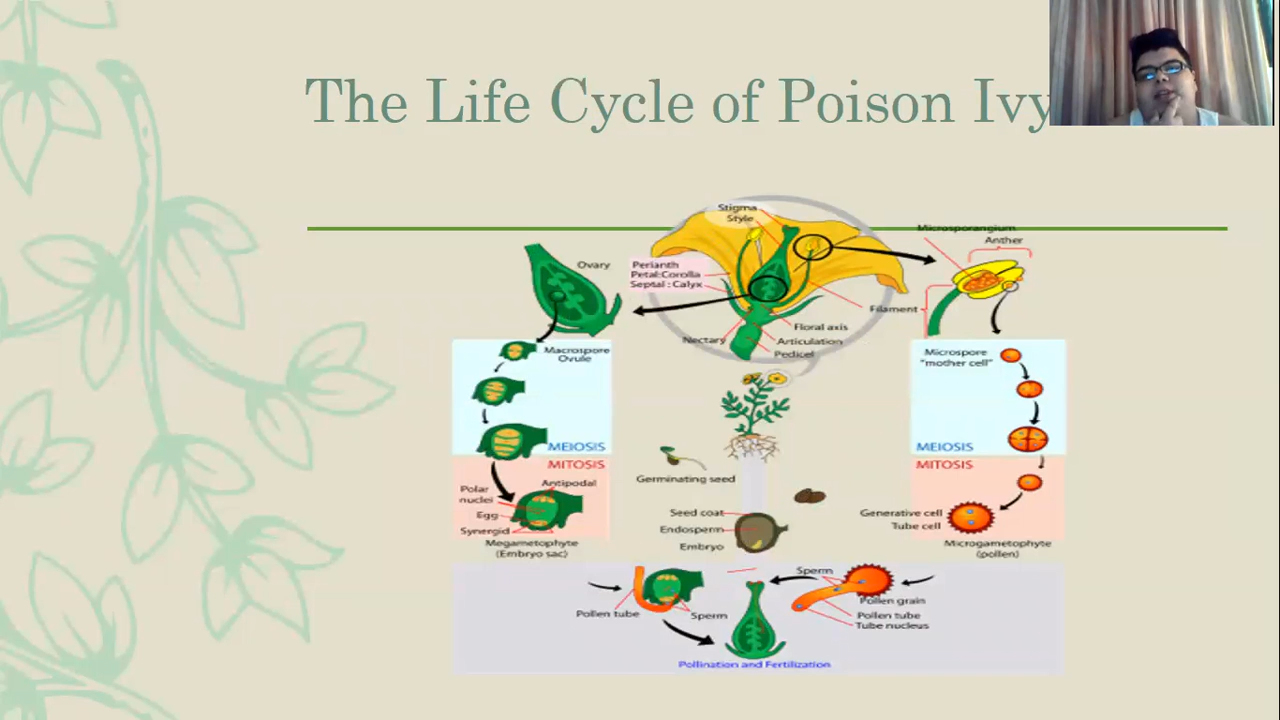 The Life Cycle of Poison Ivy
Stigma
Style
Microsporangium
Anther
Ovary
Perianth
Petal:Corolla
Septal : Calyx
Filament
Floral axis
Nectary
Articulation
Pedicel
Macrospore
Ovule
Microspore
"mother cell"
MEIOSIS
MEIOSIS
MITOSIS
MITOSIS
Germinating seed
Antipodal
Polar
nuclei
Egg
Synergid
Megametophyte
(Embryo sac)
Seed coat
Endosperm
Embryo
Generative cell
Tube cell
Microgametophyte
(pollen)
Sperm
Pollen grain
Pollen tube
Sperm
Pollen tube
Tube nucleus
Pollination and Fertilization